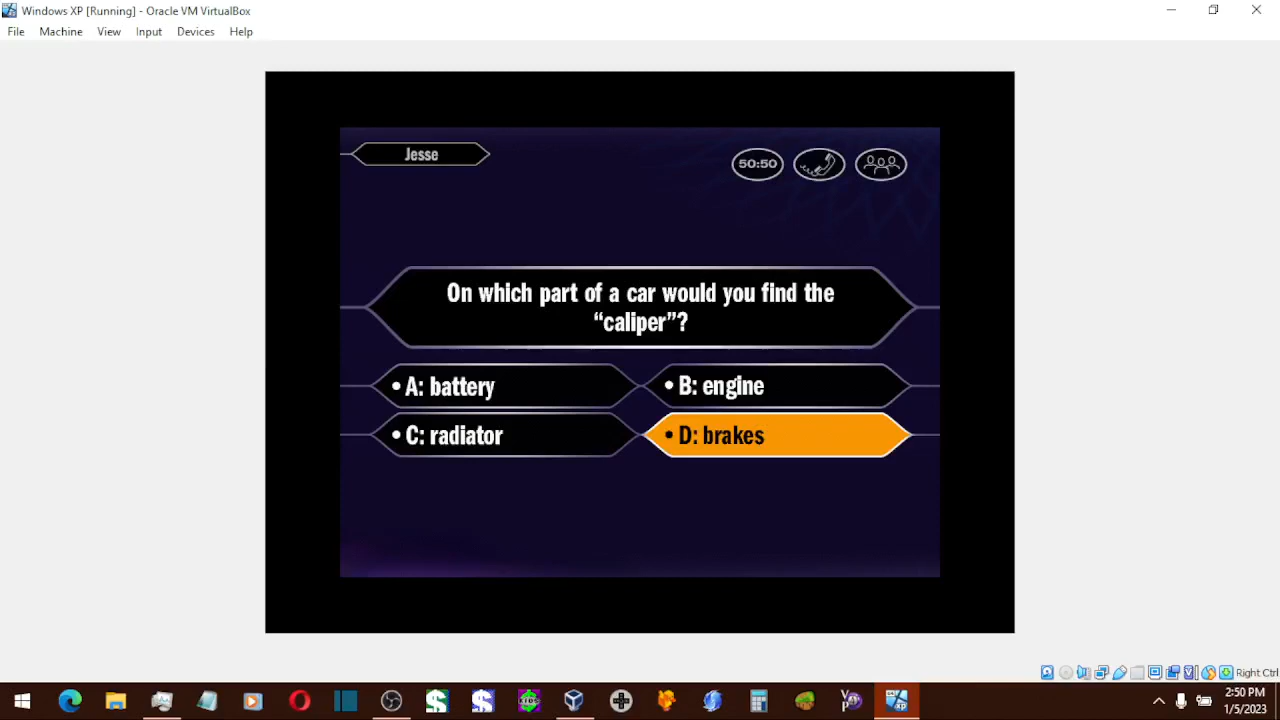 Windows XP [Running] - Oracle VM VirtualBox
File Machine View Input Devices Help
Jesse
50:50
On which part of a car would you find the
“caliper”?
• A: battery
• B: engine
• C: radiator
• D: brakes
Right Ctrl
KIDS
2:50 PM
1/5/2023